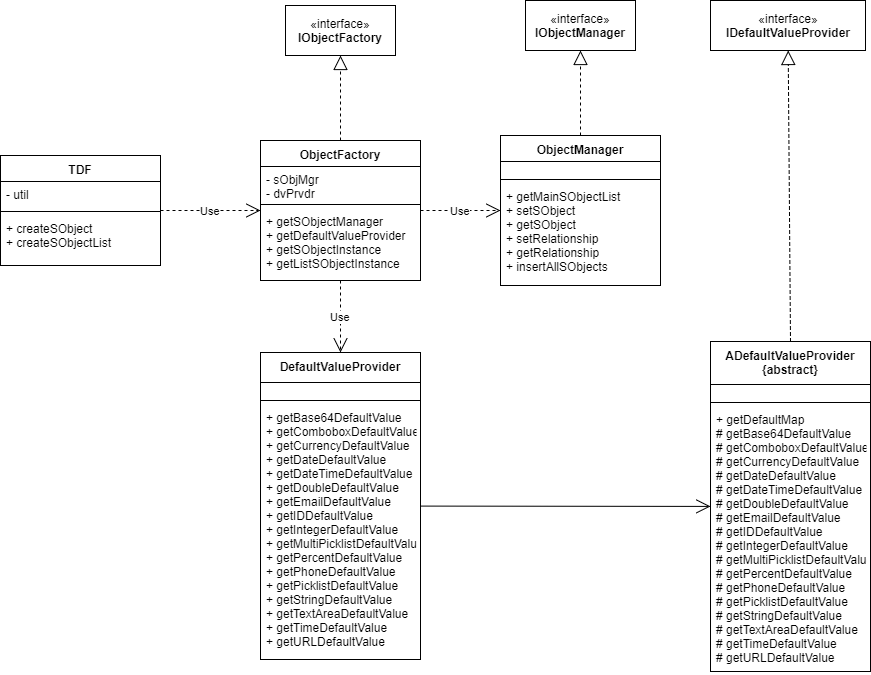 «interface»
IObjectFactory
«interface»
IObjectManager
«interface»
IDefaultValueProvider
TDF
- util
+ createSObject
+ createSObjectList
Use
ObjectFactory
- sObjMgr
- dvPrvdr
+ getSObjectManager
+ getDefaultValueProvider
+ getSObjectInstance
+ getListSObjectInstance
Use
ObjectManager
+ getMainSObjectList
+ setSObject
+ getSObject
+ setRelationship
+ getRelationship
+ insertAllSObjects
Use
DefaultValueProvider
+ getBase64DefaultValue
+ getComboboxDefaultValue
+ getCurrencyDefaultValue
+ getDateDefaultValue
+ getDateTimeDefaultValue
+ getDoubleDefaultValue
+ getEmailDefaultValue
+ getIDDefaultValue
+ getIntegerDefaultValue
+ getMultiPicklistDefaultValu
+ getPercentDefaultValue
+ getPhoneDefaultValue
+ getPicklistDefaultValue
+ getStringDefaultValue
+ getTextAreaDefaultValue
+ getTimeDefaultValue
+ getURLDefaultValue
ADefaultValueProvider
{abstract}
+ getDefaultMap
# getBase64DefaultValue
# getComboboxDefaultValue
# getCurrencyDefaultValue
# getDateDefaultValue
# getDateTimeDefaultValue
# getDoubleDefaultValue
# getEmailDefaultValue
# getIDDefaultValue
# getIntegerDefaultValue
# getMultiPicklistDefaultValu
# getPercentDefaultValue
# getPhoneDefaultValue
# getPicklistDefaultValue
# getStringDefaultValue
# getTextAreaDefaultValue
# getTimeDefaultValue
# getURLDefaultValue